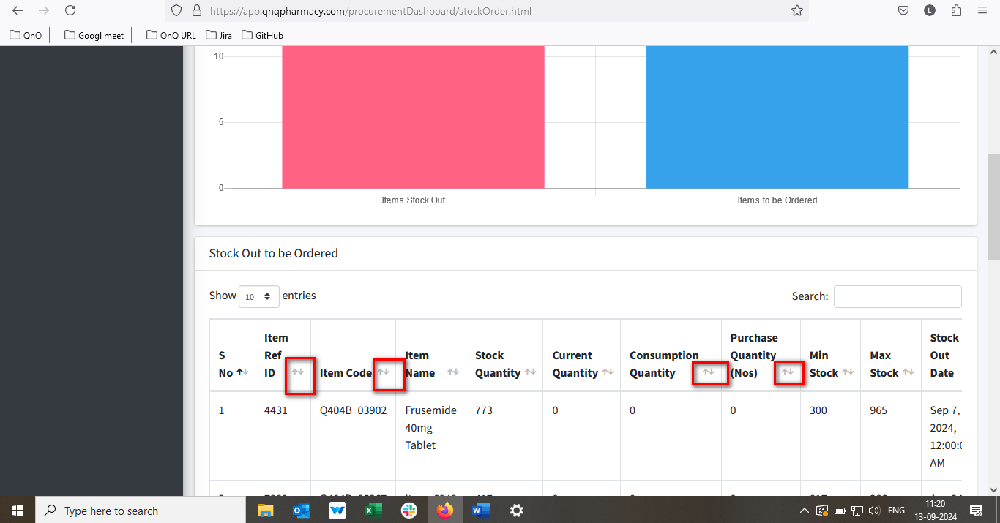 https://app.qnqpharmacy.com/procurementDashboard/stockOrder.html
L
QnQ
Googl meet
QnQ URL
Jira
GitHub
10
5
0
Items Stock Out
Items to be Ordered
Stock Out to be Ordered
Show 10 entries
Search:
S No
Item Ref ID
Item Code
Item Name
Stock Quantity
Current Quantity
Consumption Quantity
Purchase Quantity (Nos)
Min Stock
Max Stock
Stock Out Date
1
4431
Q404B_03902
Frusemide 40mg Tablet
773
0
0
0
300
965
Sep 7, 2024, 12:00:0
AM
Type here to search
ENG
11:20
13-09-2024